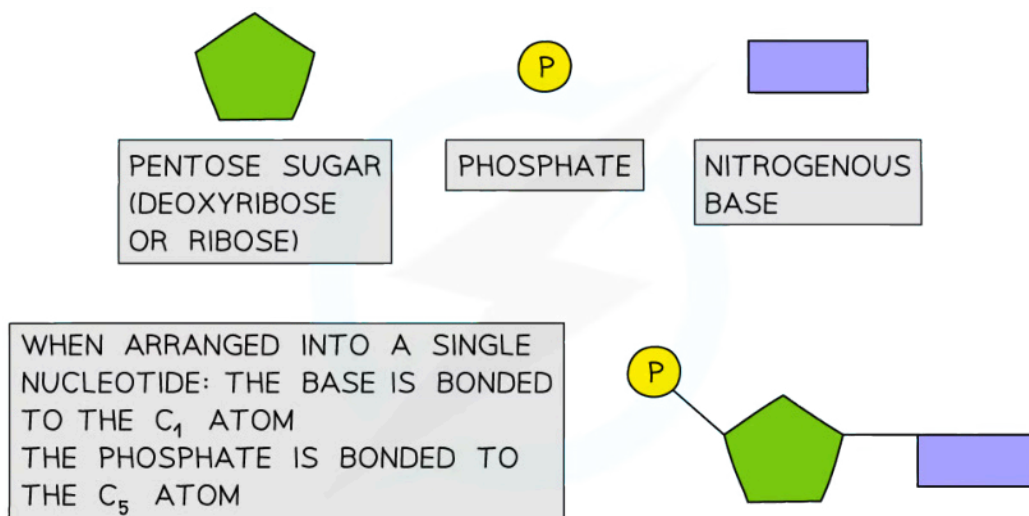 P
PENTOSE SUGAR
(DEOXYRIBOSE
OR RIBOSE)
PHOSPHATE
NITROGENOUS
BASE
WHEN ARRANGED INTO A SINGLE
NUCLEOTIDE: THE BASE IS BONDED
TO THE C₁ ATOM
THE PHOSPHATE IS BONDED TO
THE C₅ ATOM
P